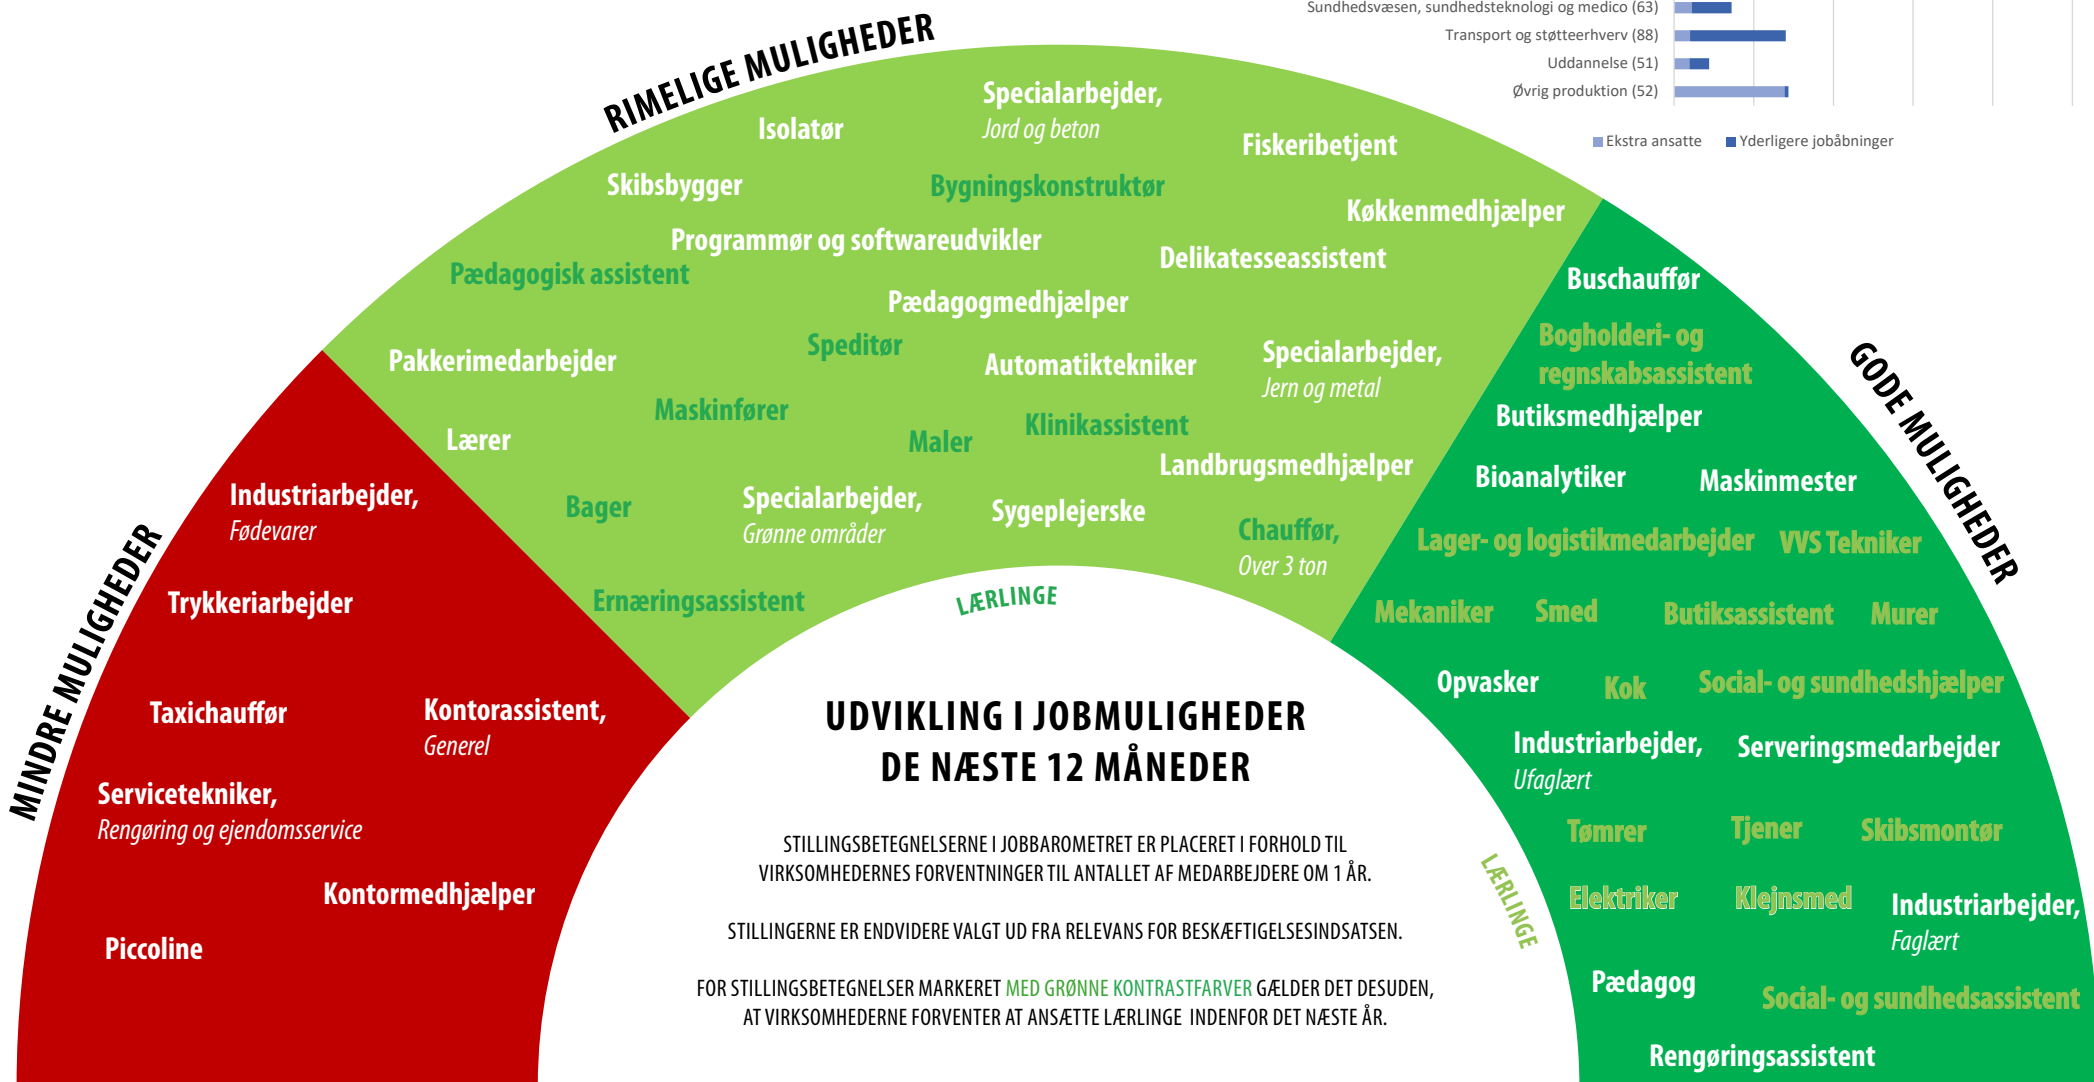 Sundhedsvæsen, sundhedsteknologi og medico (63)
Transport og støtteerhverv (88)
Uddannelse (51)
Øvrig produktion (52)
Ekstra ansatte
Yderligere jobåbninger
RIMELIGE MULIGHEDER
Specialarbejder,
Jord og beton
Isolatør
Fiskeribetjent
Skibsbygger
Bygningskonstruktør
Køkkenmedhjælper
Programmør og softwareudvikler
Delikatesseassistent
Pædagogisk assistent
Pædagogmedhjælper
Speditør
Pakkerimedarbejder
Automatiktekniker
Specialarbejder,
Jern og metal
Maskinfører
Klinikassistent
Lærer
Maler
Landbrugsmedhjælper
Bager
Specialarbejder,
Grønne områder
Sygeplejerske
Chauffør,
Over 3 ton
Ernæringsassistent
LÆRLINGE
GODE MULIGHEDER
Buschauffør
Bogholderi- og
regnskabsassistent
Butiksmedhjælper
Bioanalytiker
Maskinmester
Lager- og logistikmedarbejder
VVS Tekniker
Mekaniker
Smed
Butiksassistent
Murer
Opvasker
Kok
Social- og sundhedshjælper
Industriarbejder,
Ufaglært
Serveringsmedarbejder
Tømrer
Tjener
Skibsmontør
Elektriker
Klejnsmed
Industriarbejder,
Faglært
Pædagog
Social- og sundhedsassistent
Rengøringsassistent
LÆRLINGE
MINDRE MULIGHEDER
Industriarbejder,
Fødevarer
Trykkeriarbejder
Taxichauffør
Kontorassistent,
Generel
Servicetekniker,
Rengøring og ejendomsservice
Kontormedhjælper
Piccoline
UDVIKLING I JOBMULIGHEDER
DE NÆSTE 12 MÅNEDER
STILLINGSBETEGNELSERNE I JOBBAROMETRET ER PLACERET I FORHOLD TIL
VIRKSOMHEDERNES FORVENTNINGER TIL ANTALLET AF MEDARBEJDERE OM 1 ÅR.
STILLINGERNE ER ENDVIDERE VALGT UD FRA RELEVANS FOR BESKÆFTIGELSESINDSATSEN.
FOR STILLINGSBETEGNELSER MARKERET MED GRØNNE KONTRASTFARVER GÆLDER DET DESUDEN,
AT VIRKSOMHEDERNE FORVENTER AT ANSÆTTE LÆRLINGE INDENFOR DET NÆSTE ÅR.